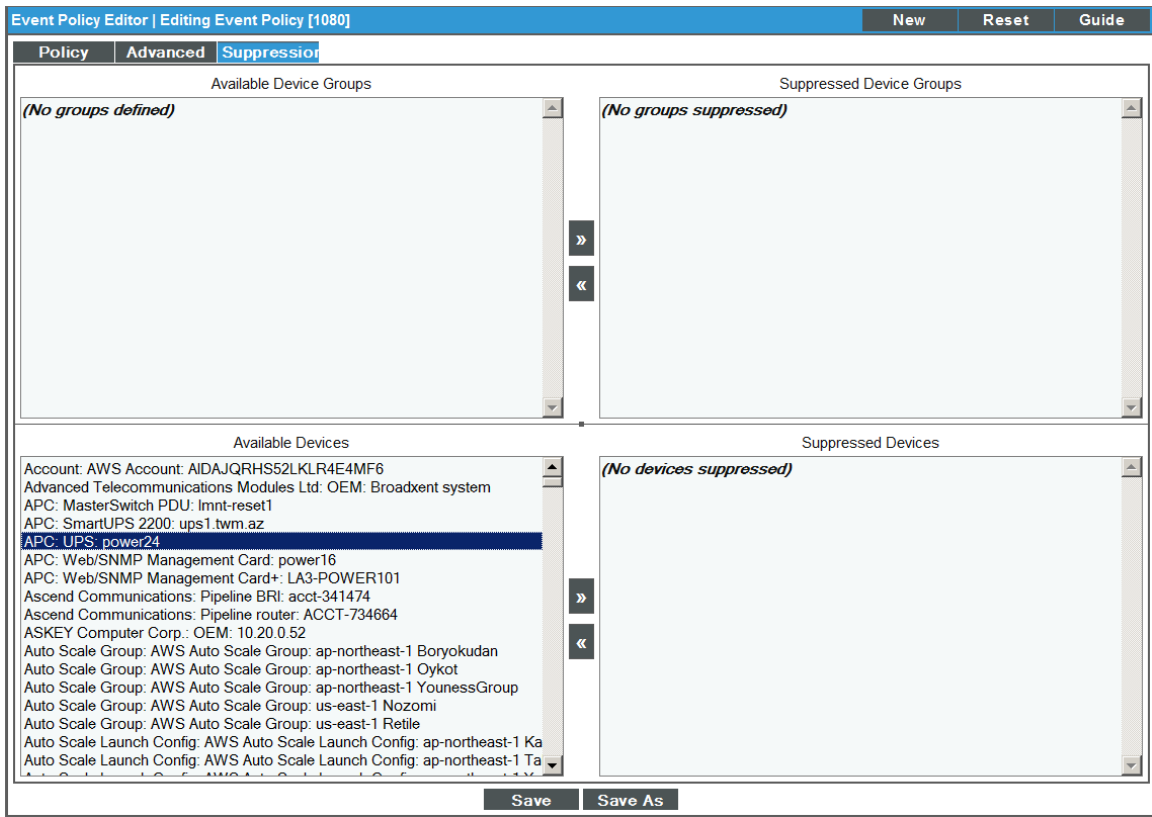 Event Policy Editor | Editing Event Policy [1080]
New
Reset
Guide
Policy
Advanced
Suppression
Available Device Groups
Suppressed Device Groups
(No groups defined)
(No groups suppressed)
»
«
Available Devices
Suppressed Devices
Account: AWS Account: AIDAJQRHS52LKLR4E4MF6
Advanced Telecommunications Modules Ltd: OEM: Broadxent system
APC: MasterSwitch PDU: lmnt-reset1
APC: SmartUPS 2200: ups1.twm.az
APC: UPS: power24
APC: Web/SNMP Management Card: power16
APC: Web/SNMP Management Card+: LA3-POWER101
Ascend Communications: Pipeline BRI: acct-341474
Ascend Communications: Pipeline router: ACCT-734664
ASKEY Computer Corp.: OEM: 10.20.0.52
Auto Scale Group: AWS Auto Scale Group: ap-northeast-1 Boryokudan
Auto Scale Group: AWS Auto Scale Group: ap-northeast-1 Oykot
Auto Scale Group: AWS Auto Scale Group: ap-northeast-1 YounessGroup
Auto Scale Group: AWS Auto Scale Group: us-east-1 Nozomi
Auto Scale Group: AWS Auto Scale Group: us-east-1 Retile
Auto Scale Launch Config: AWS Auto Scale Launch Config: ap-northeast-1 Ka
Auto Scale Launch Config: AWS Auto Scale Launch Config: ap-northeast-1 Ta
(No devices suppressed)
»
«
Save
Save As